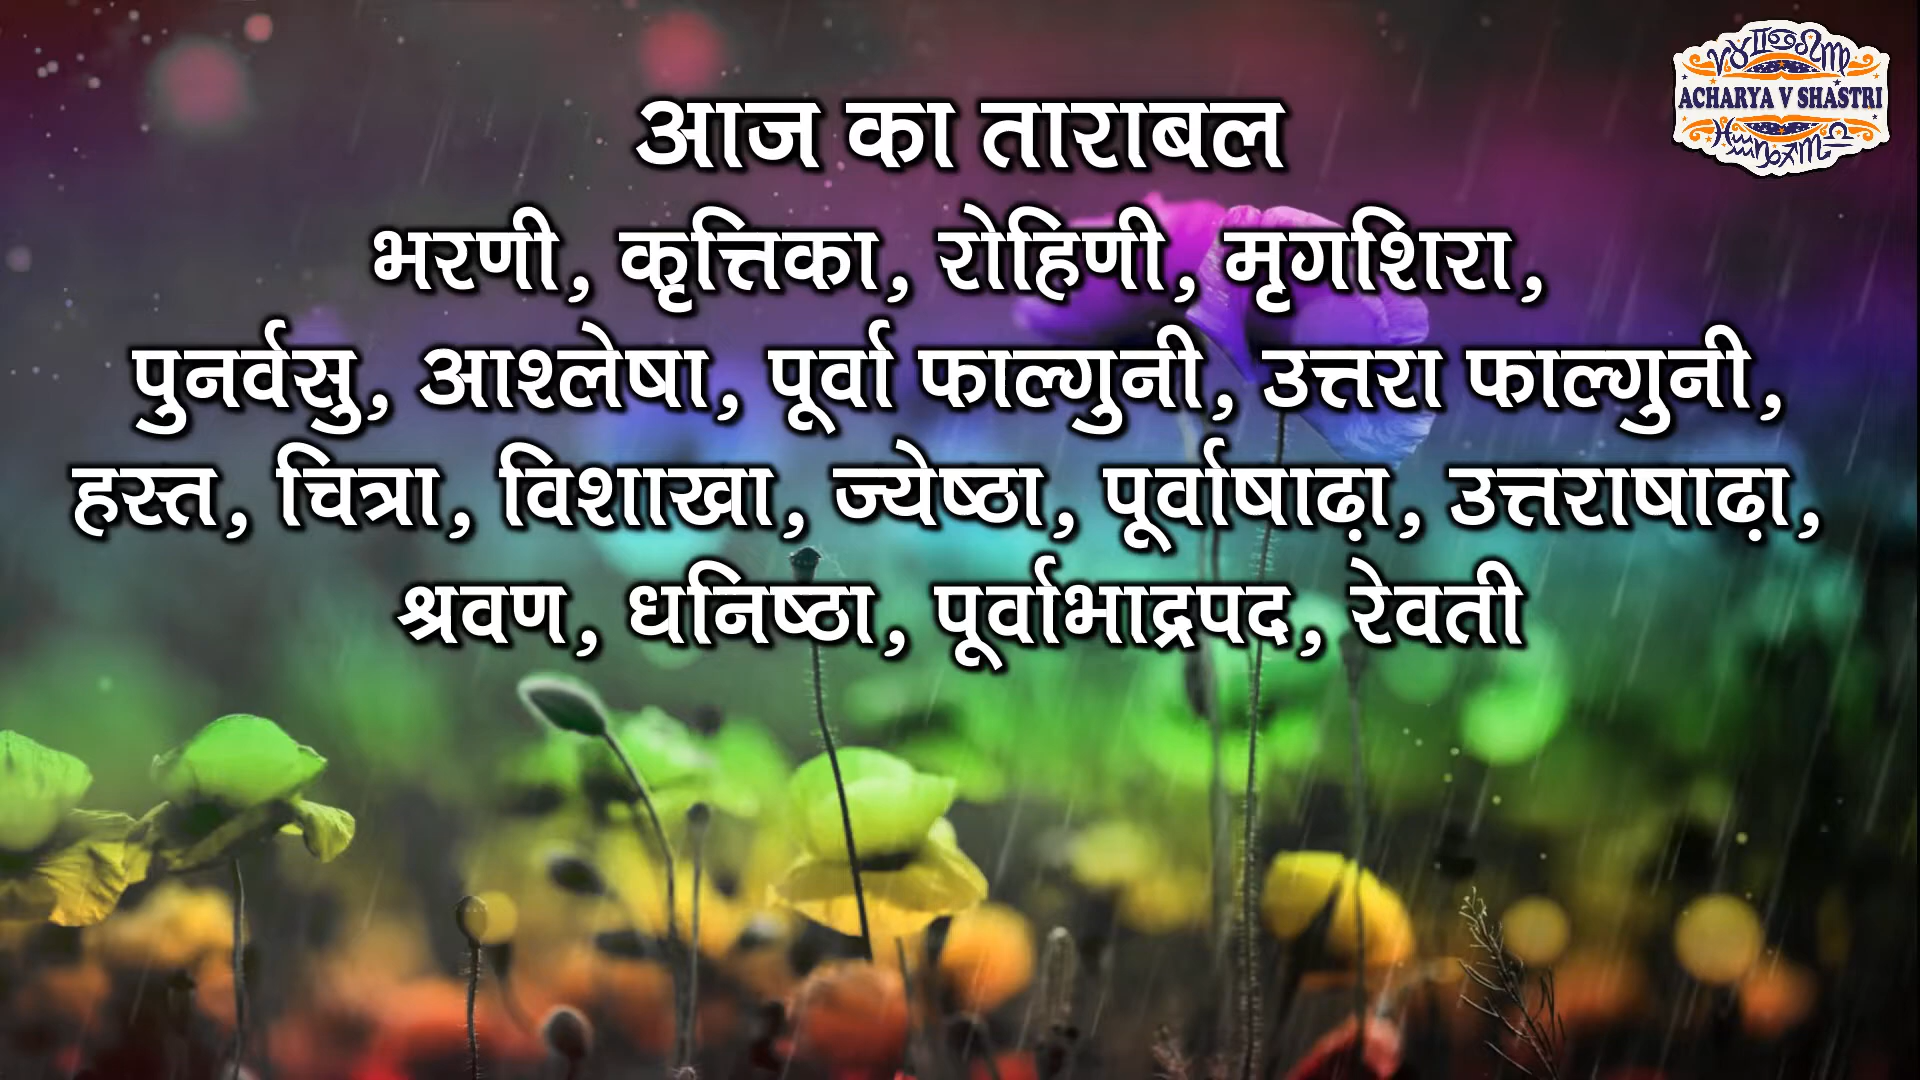 ACHARYA V SHASTRI
आज का ताराबल
भरणी, कृत्तिका, रोहिणी, मृगशिरा,
पुनर्वसु, आश्लेषा, पूर्वा फाल्गुनी, उत्तरा फाल्गुनी,
हस्त, चित्रा, विशाखा, ज्येष्ठा, पूर्वाषाढ़ा, उत्तराषाढ़ा,
श्रवण, धनिष्ठा, पूर्वाभाद्रपद, रेवती